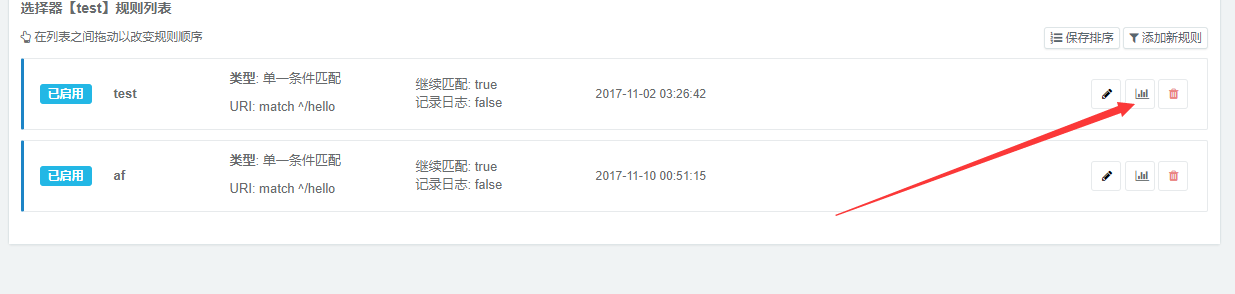 选择器【test】规则列表
在列表之间拖动以改变规则顺序
保存排序 添加新规则
已启用 test 类型: 单一条件匹配 继续匹配: true 2017-11-02 03:26:42
URI: match ^/hello 记录日志: false
已启用 af 类型: 单一条件匹配 继续匹配: true 2017-11-10 00:51:15
URI: match ^/hello 记录日志: false